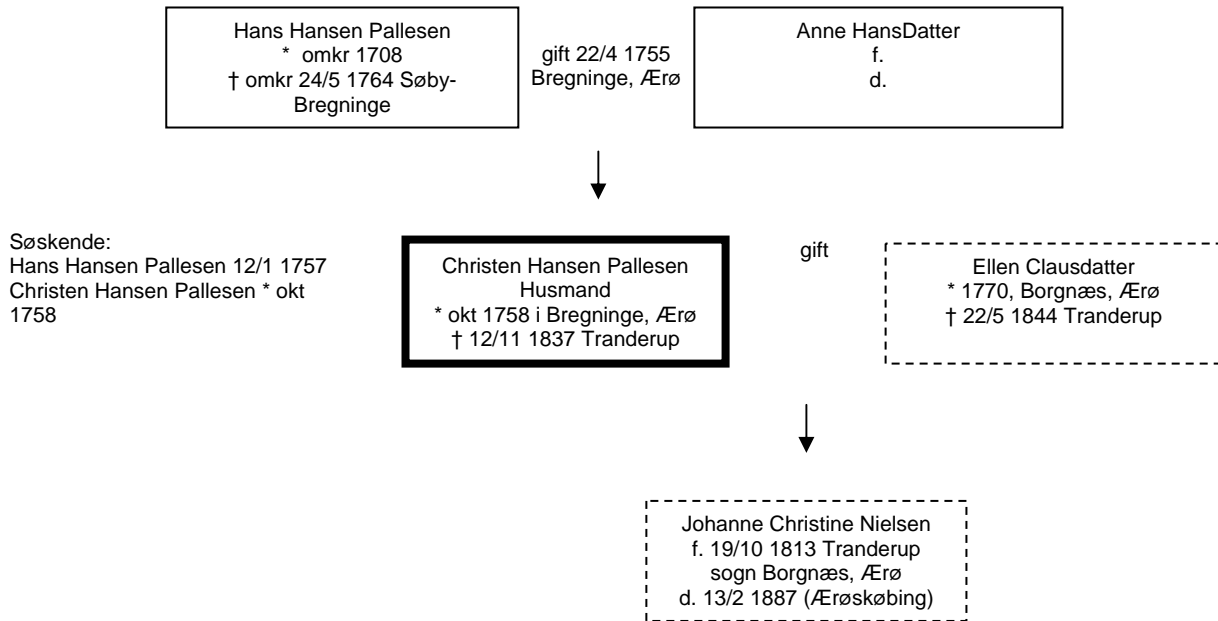 Hans Hansen Pallesen
* omkr 1708
† omkr 24/5 1764 Søby-
Bregninge
gift 22/4 1755
Bregninge, Ærø
Anne HansDatter
f.
d.
Søskende:
Hans Hansen Pallesen 12/1 1757
Christen Hansen Pallesen * okt
1758
Christen Hansen Pallesen
Husmand
* okt 1758 i Bregninge, Ærø
† 12/11 1837 Tranderup
gift
Ellen Clausdatter
* 1770, Borgnæs, Ærø
† 22/5 1844 Tranderup
Johanne Christine Nielsen
f. 19/10 1813 Tranderup
sogn Borgnæs, Ærø
d. 13/2 1887 (Ærøskøbing)